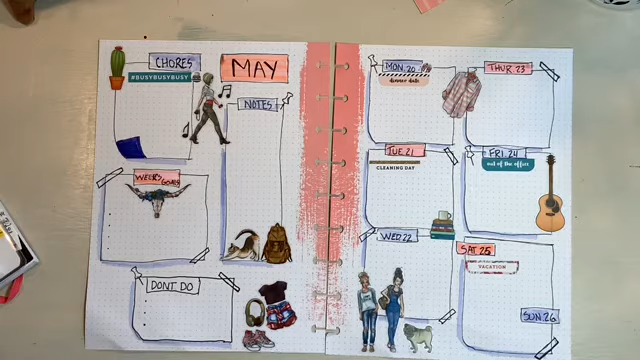 CHORES
#BUSYBUSYBUSY
MAY
NOTES
WEEK'S
GOALS
DONT DO
MON. 20
dinner date
TUE. 21
CLEANING DAY
WED. 22
THUR. 23
FRI. 24
out of the office
SAT. 25
VACATION
SUN. 26